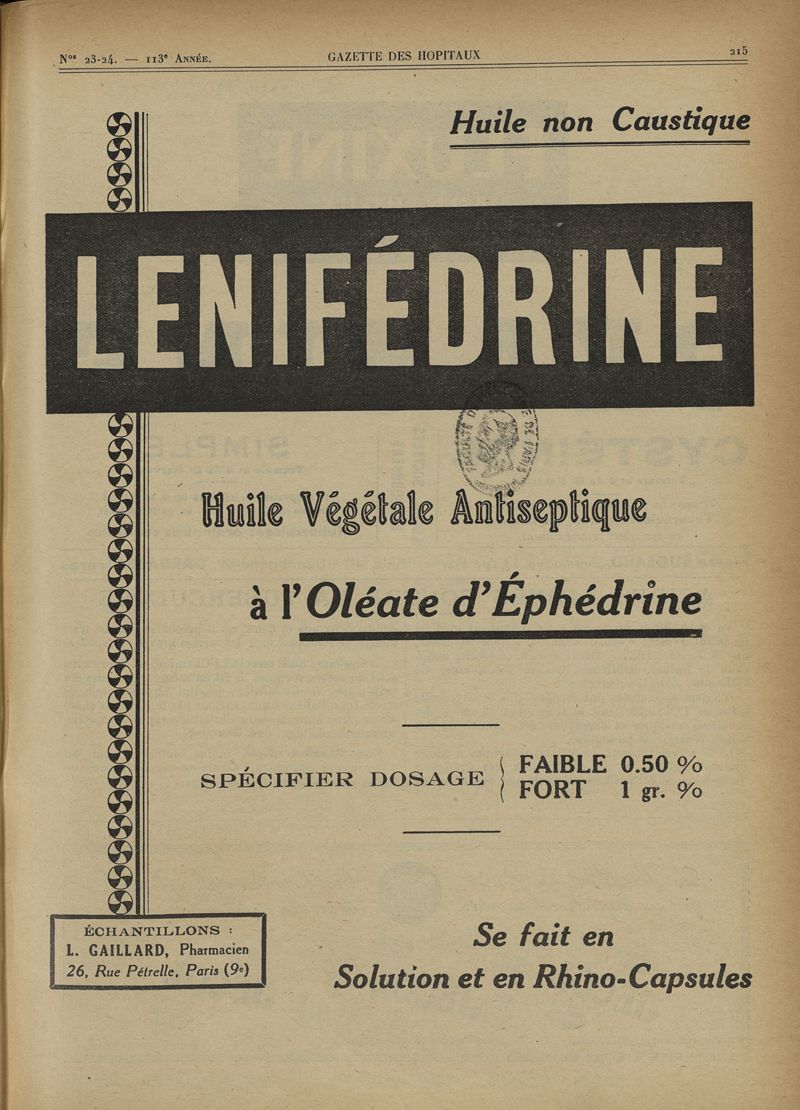 Nos 23-24. — 113e ANNÉE.
GAZETTE DES HOPITAUX
215
Huile non Caustique
LENIFÉDRINE
Huile Végétale Antiseptique
à l'Oléate d'Éphédrine
SPÉCIFIER DOSAGE { FAIBLE 0.50 %
{ FORT 1 gr. %
ÉCHANTILLONS :
L. GAILLARD, Pharmacien
26, Rue Pétrelle, Paris (9e)
Se fait en
Solution et en Rhino-Capsules